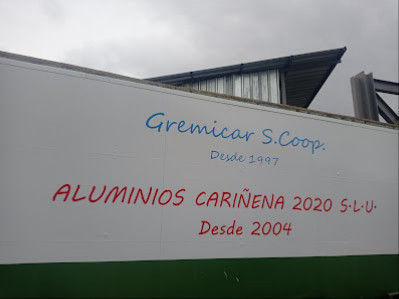 Gremicar S.Coop.
Desde 1997
ALUMINIOS CARIÑENA 2020 S.L.U.
Desde 2004